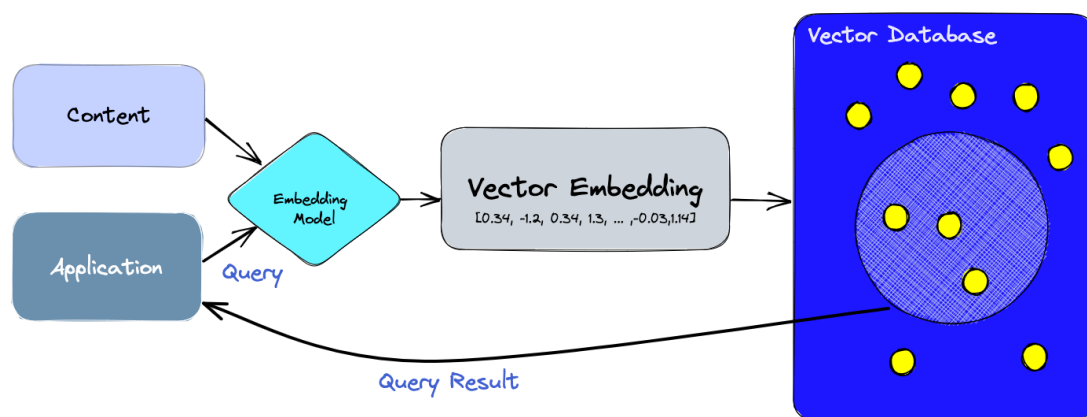 Vector Database
Content
Embedding
Model
Vector Embedding
[0.34, -1.2, 0.34, 1.3, ... ,-0.03,1.14]
Application
Query
Query Result